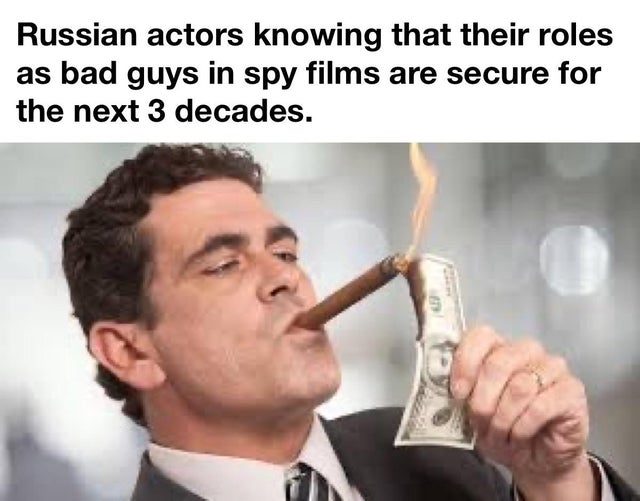 Russian actors knowing that their roles
as bad guys in spy films are secure for
the next 3 decades.